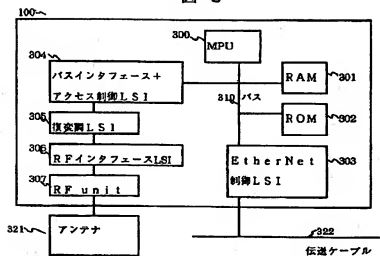 100
300
MPU
304
バスインタフェース+
アクセス制御LSI
RAM
301
310
バス
305
復変調LSI
ROM
302
306
RFインタフェースLSI
EtherNet
制御LSI
303
307
RF unit
321
アンテナ
322
伝送ケーブル